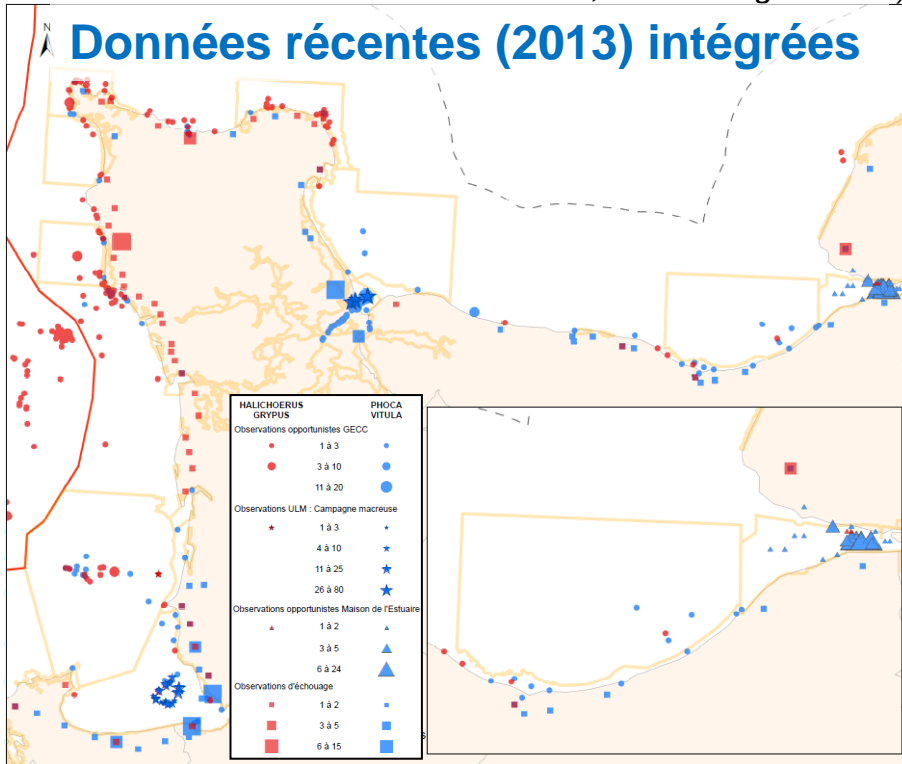 N
Données récentes (2013) intégrées
HALICHOERUS PHOCA
GRYPUS VITULA
Observations opportunistes GECC
1 à 3
3 à 10
11 à 20
Observations ULM : Campagne macreuse
1 à 3
4 à 10
11 à 25
26 à 80
Observations opportunistes Maison de l'Estuaire
1 à 2
3 à 5
6 à 24
Observations d'échouage
1 à 2
3 à 5
6 à 15
s